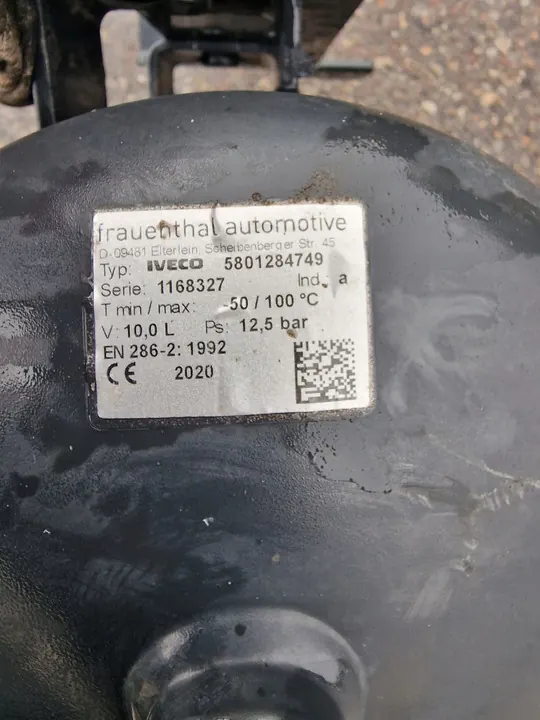 frauenthal automotive
D-09481 Elterlein, Scheibenberger Str. 45
Typ: IVECO 5801284749
Serie: 1168327 Ind. a
T min / max: -50 / 100 °C
V: 10,0 L Ps: 12,5 bar
EN 286-2: 1992
CE 2020